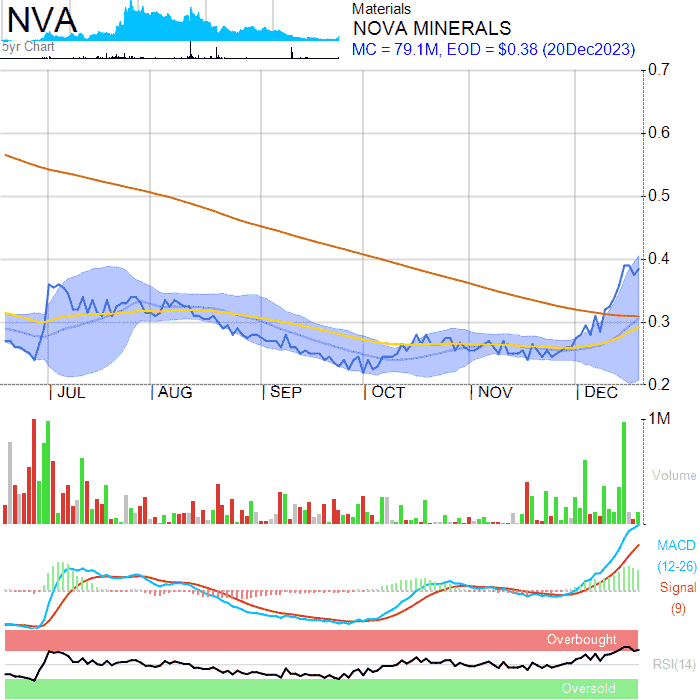 NVA
5yr Chart
Materials
NOVA MINERALS
MC = 79.1M, EOD = $0.38 (20Dec2023)
0.7
0.6
0.5
0.4
0.3
0.2
JUL
AUG
SEP
OCT
NOV
DEC
1M
Volume
MACD
(12-26)
Signal
(9)
Overbought
RSI(14)
Oversold